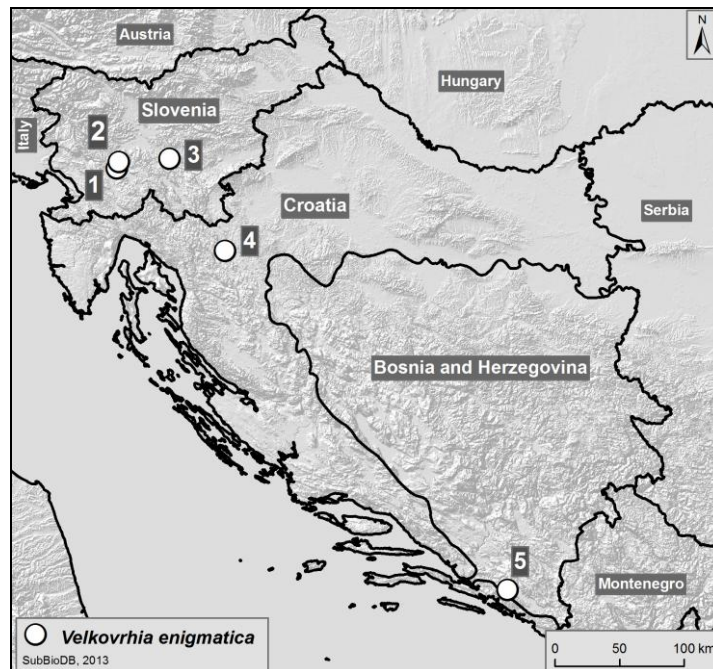 Austria
N
Hungary
Slovenia
Italy
2
3
1
Croatia
Serbia
4
Bosnia and Herzegovina
5
Montenegro
Velkovrhia enigmatica
SubBioDB, 2013
0 50 100 km